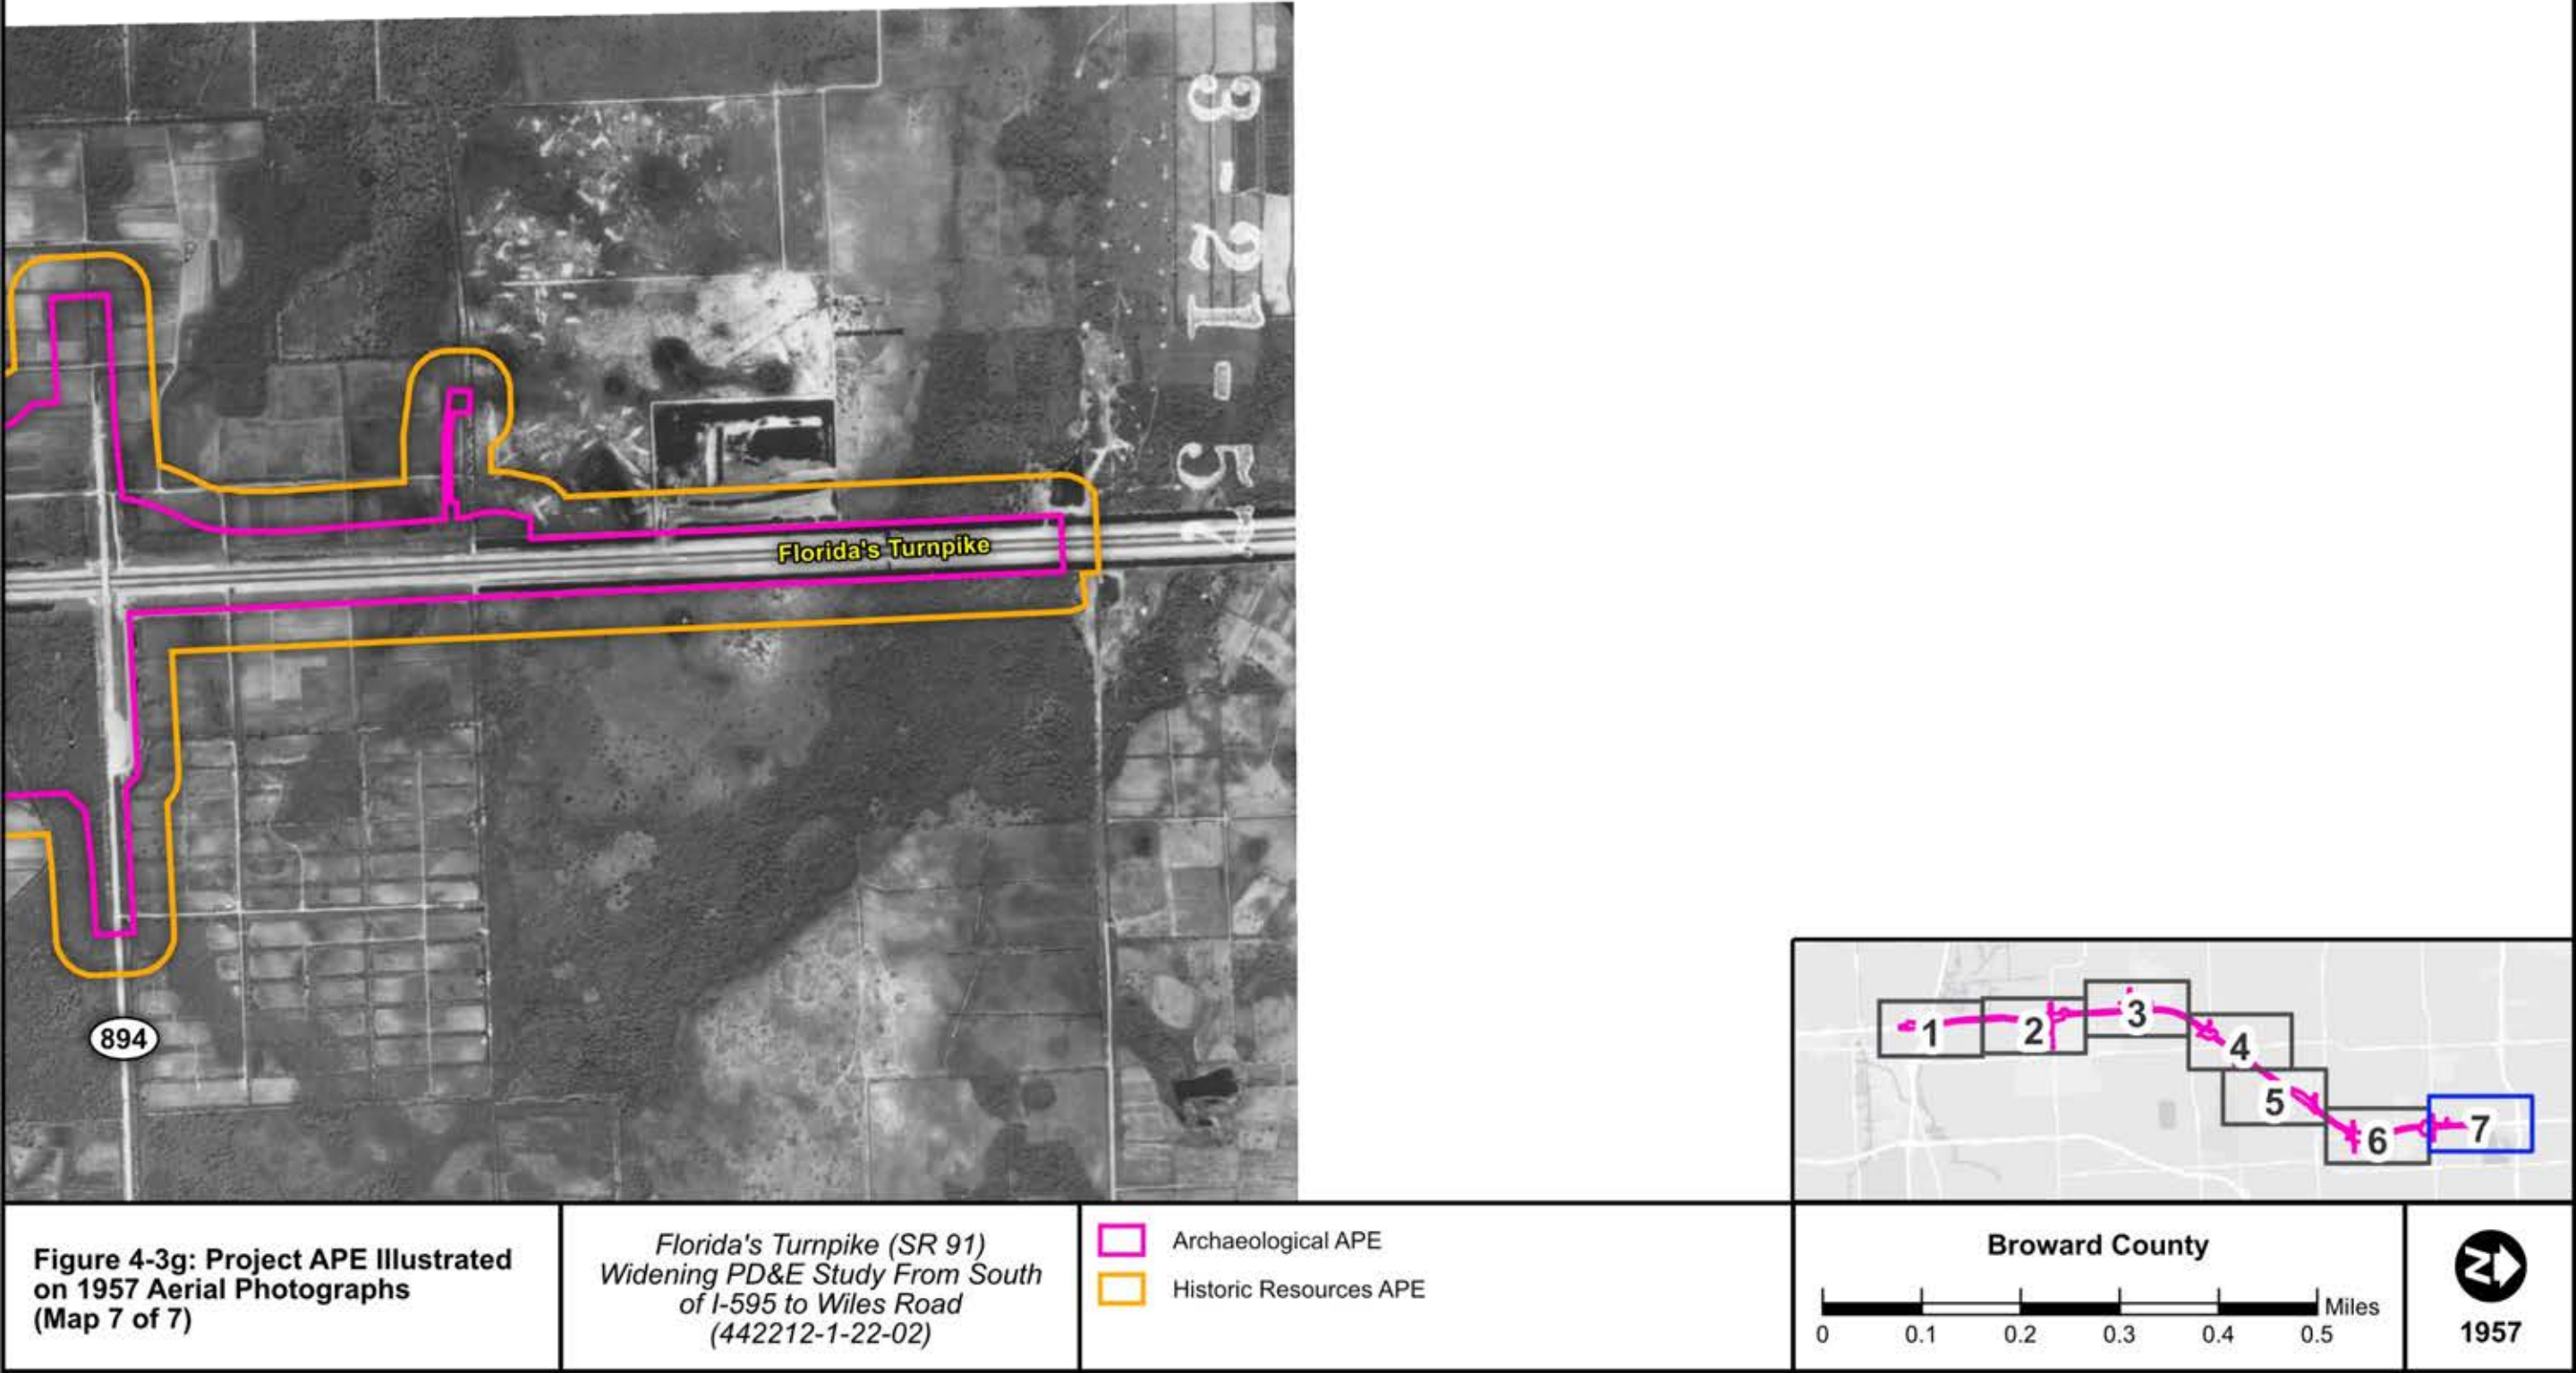 3-21-57
Florida's Turnpike
894
1
2
3
4
5
6
7
Figure 4-3g: Project APE Illustrated
on 1957 Aerial Photographs
(Map 7 of 7)
Florida's Turnpike (SR 91)
Widening PD&E Study From South
of I-595 to Wiles Road
(442212-1-22-02)
Archaeological APE
Historic Resources APE
Broward County
Miles
0 0.1 0.2 0.3 0.4 0.5
N
1957